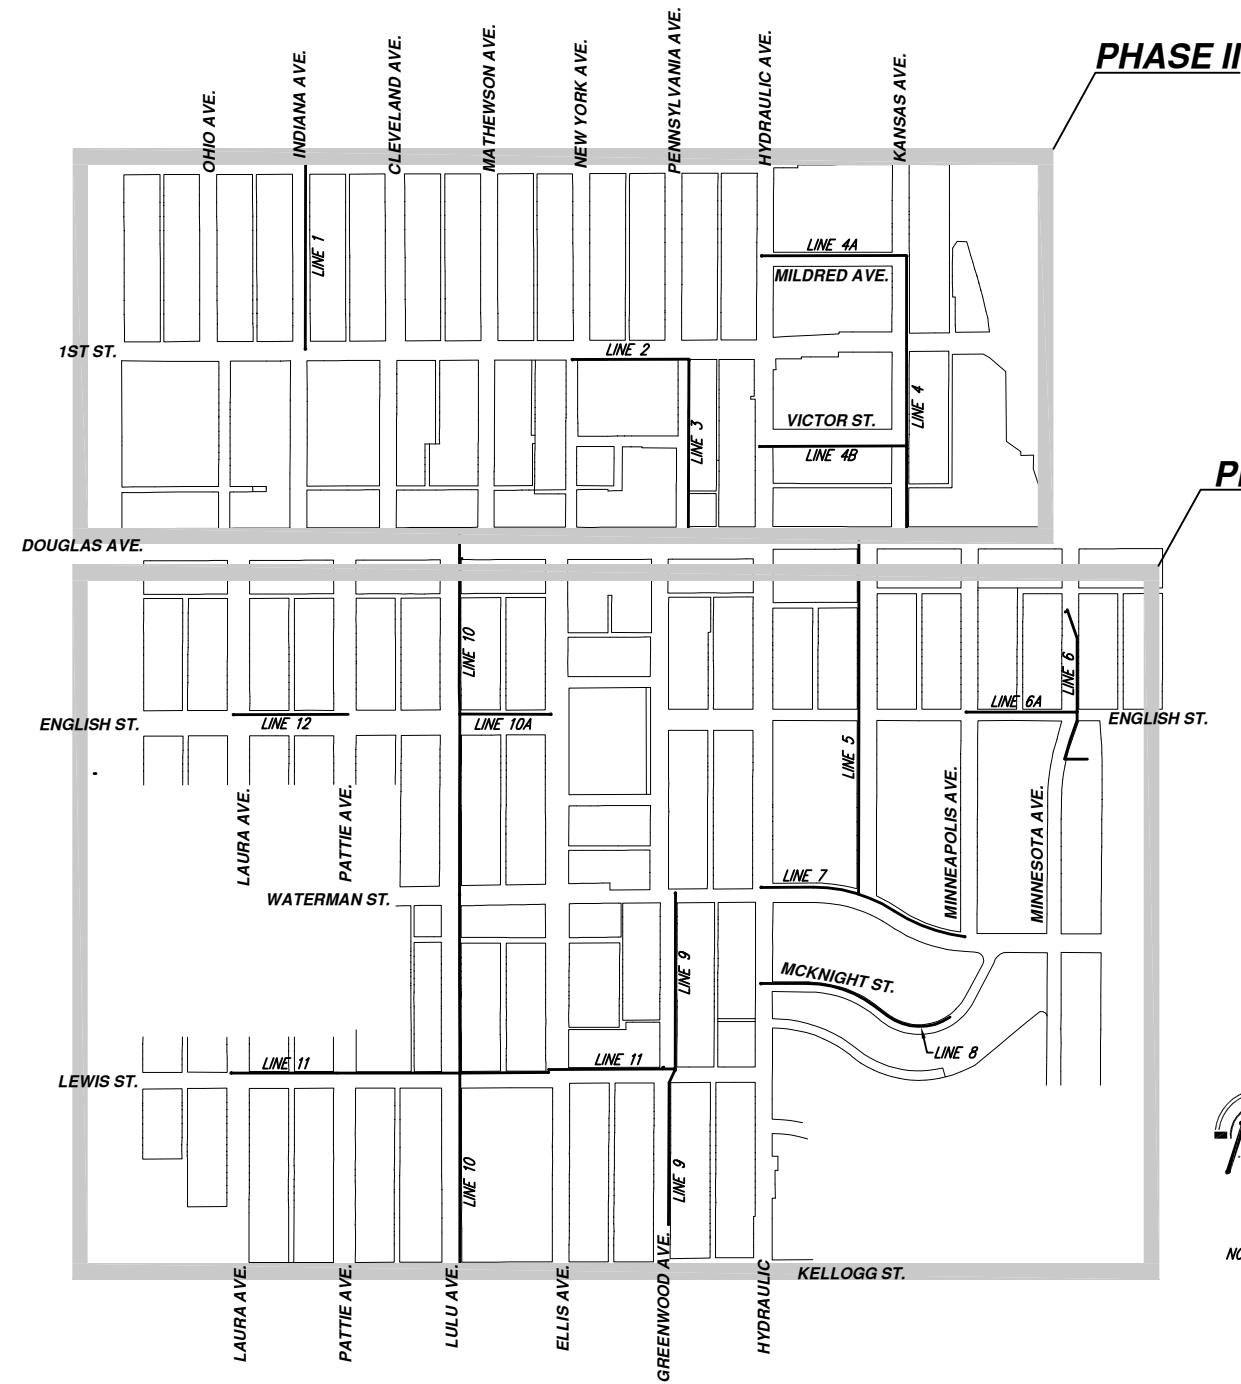 PHASE II
OHIO AVE.
INDIANA AVE.
CLEVELAND AVE.
MATHEWSON AVE.
NEW YORK AVE.
PENNSYLVANIA AVE.
HYDRAULIC AVE.
KANSAS AVE.
LINE 1
LINE 4A
MILDRED AVE.
1ST ST.
LINE 2
LINE 3
VICTOR ST.
LINE 4
LINE 4B
DOUGLAS AVE.
LINE 10
LINE 6
LINE 6A
ENGLISH ST.
LINE 12
LINE 10A
ENGLISH ST.
LINE 5
LAURA AVE.
PATTIE AVE.
MINNEAPOLIS AVE.
MINNESOTA AVE.
LINE 7
WATERMAN ST.
LINE 9
MCKNIGHT ST.
LINE 8
LINE 11
LINE 11
LEWIS ST.
LINE 10
LINE 9
KELLOGG ST.
LAURA AVE.
PATTIE AVE.
LULU AVE.
ELLIS AVE.
GREENWOOD AVE.
HYDRAULIC